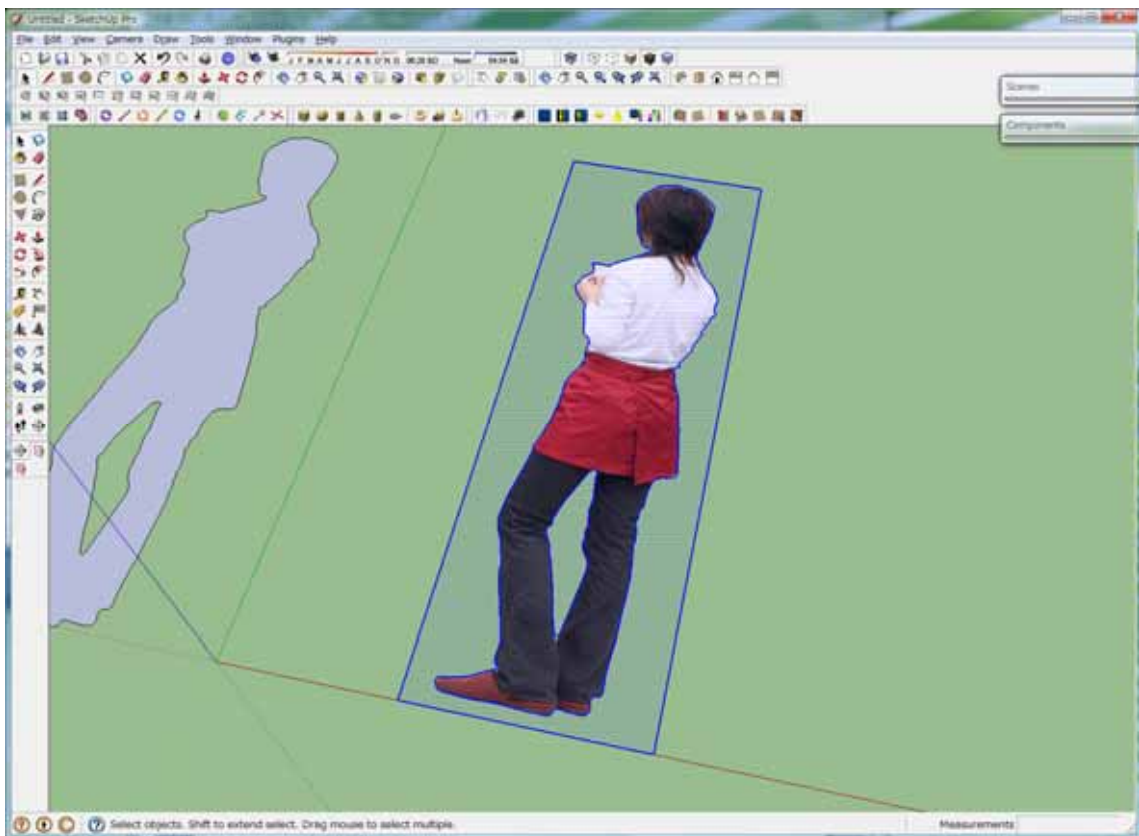 Untitled - SketchUp Pro
File Edit View Camera Draw Tools Window Plugins Help
J F M A M J J A S O N D Noon
Scenes
Components
Select objects. Shift to extend select. Drag mouse to select multiple.
Measurements